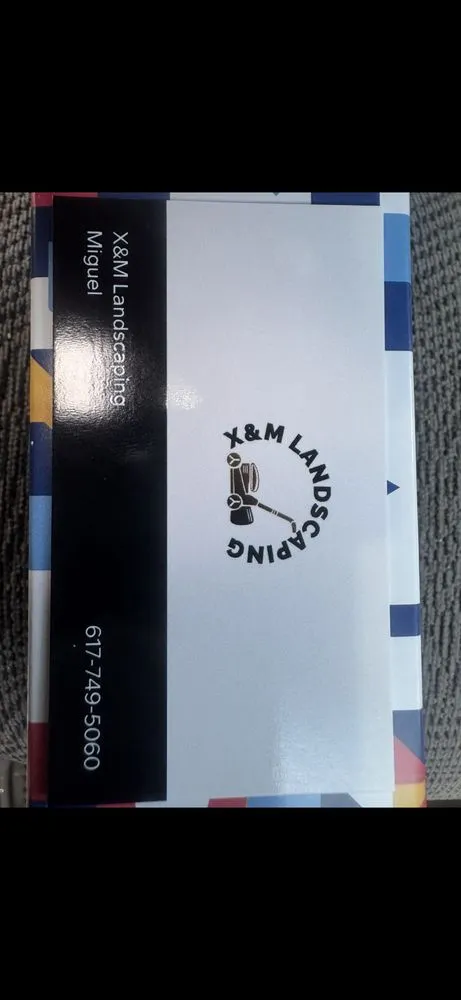 X&M LANDSCAPING
X&M Landscaping
Miguel
617-749-5060